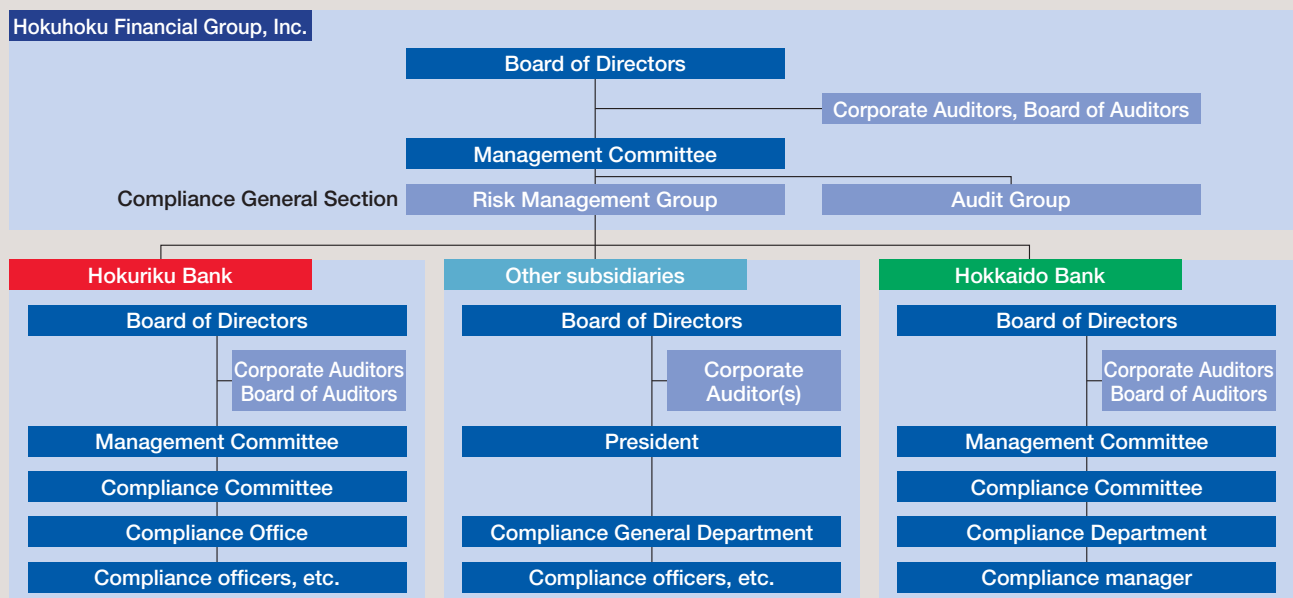 Hokuhoku Financial Group, Inc.
Board of Directors
Corporate Auditors, Board of Auditors
Management Committee
Compliance General Section
Risk Management Group
Audit Group
Hokuriku Bank
Board of Directors
Corporate Auditors
Board of Auditors
Management Committee
Compliance Committee
Compliance Office
Compliance officers, etc.
Other subsidiaries
Board of Directors
Corporate
Auditor(s)
President
Compliance General Department
Compliance officers, etc.
Hokkaido Bank
Board of Directors
Corporate Auditors
Board of Auditors
Management Committee
Compliance Committee
Compliance Department
Compliance manager